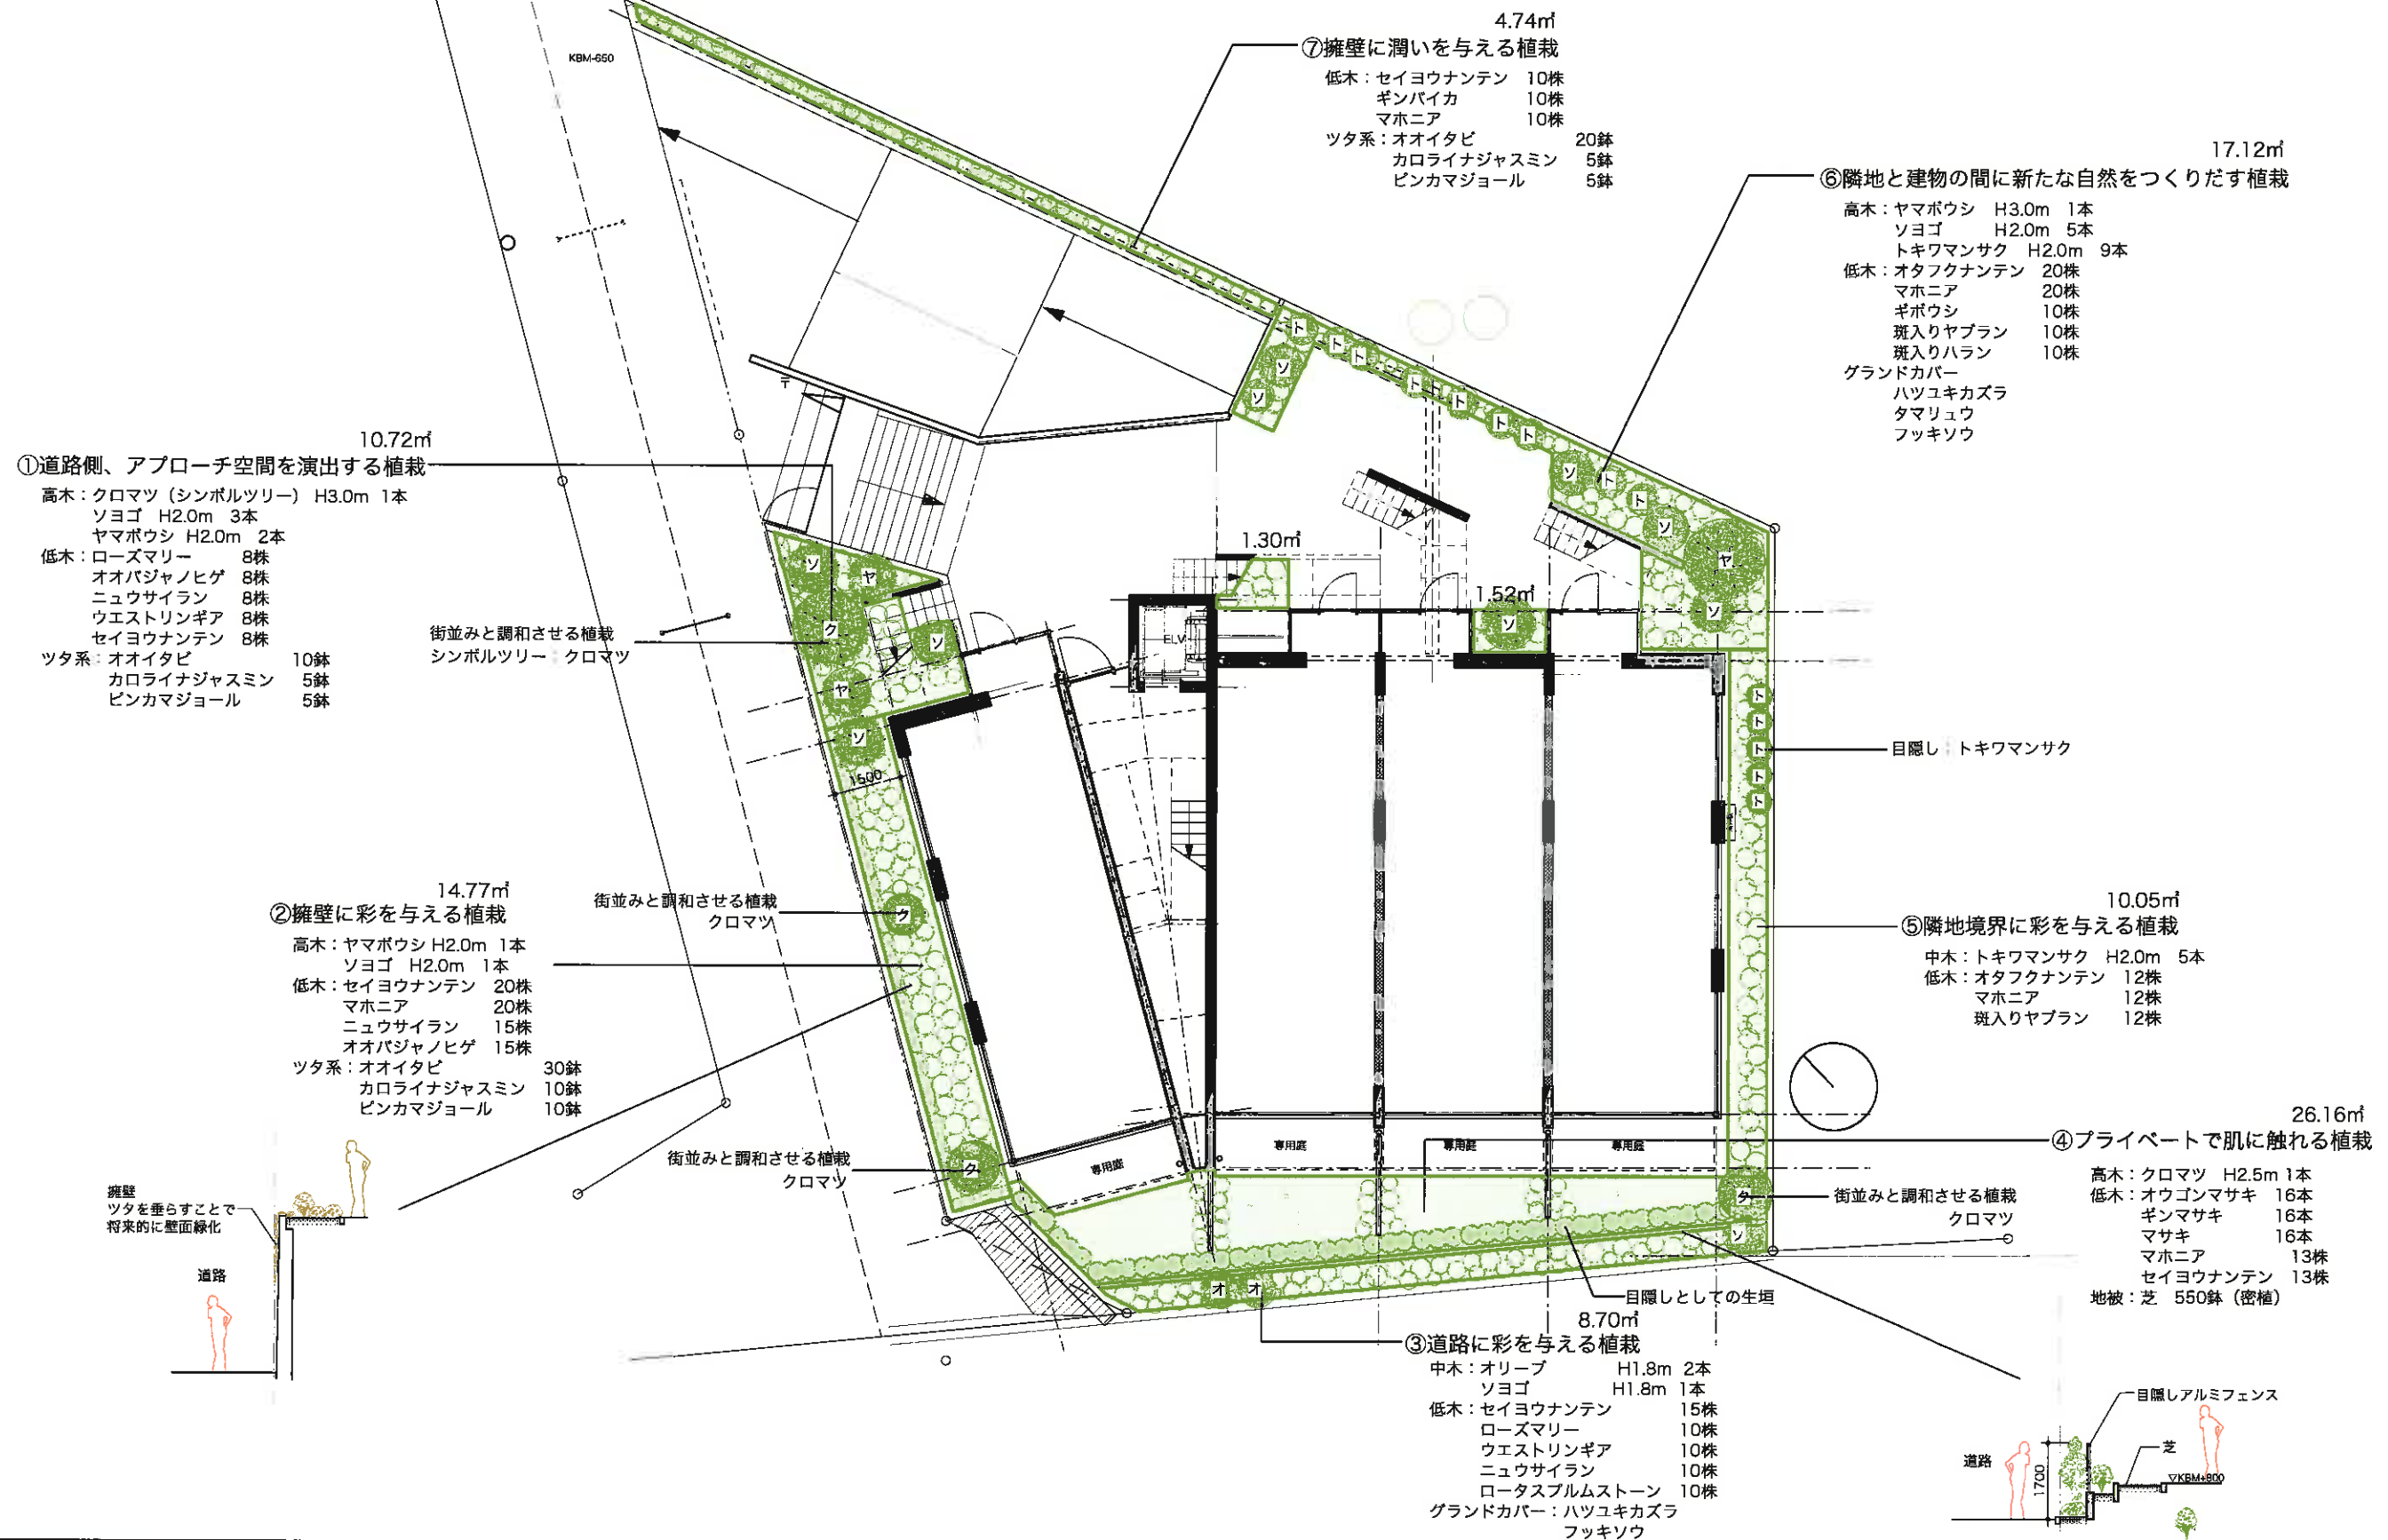 KBM-650
4.74㎡
⑦擁壁に潤いを与える植栽
低木：セイヨウナンテン 10株
ギンバイカ 10株
マホニア 10株
ツタ系：オオイタビ 20鉢
カロライナジャスミン 5鉢
ビンカマジョール 5鉢
17.12㎡
⑥隣地と建物の間に新たな自然をつくりだす植栽
高木：ヤマボウシ H3.0m 1本
ソヨゴ H2.0m 5本
トキワマンサク H2.0m 9本
低木：オタフクナンテン 20株
マホニア 20株
ギボウシ 10株
斑入りヤブラン 10株
斑入りハラン 10株
グランドカバー
ハツユキカズラ
タマリュウ
フッキソウ
10.72㎡
①道路側、アプローチ空間を演出する植栽
高木：クロマツ（シンボルツリー） H3.0m 1本
ソヨゴ H2.0m 3本
ヤマボウシ H2.0m 2本
低木：ローズマリー 8株
オオバジャノヒゲ 8株
ニュウサイラン 8株
ウエストリンギア 8株
セイヨウナンテン 8株
ツタ系：オオイタビ 10鉢
カロライナジャスミン 5鉢
ビンカマジョール 5鉢
街並みと調和させる植栽
シンボルツリー：クロマツ
〒
ト
ト
ト
ト
ト
ト
ト
ソ
ソ
ソ
ト
ト
ソ
ヤ
ソ
1.30㎡
1.52㎡
ソ
ELV
ソ
ヤ
ク
ソ
ヤ
ソ
1500
ト
ト
ト
ト
ト
目隠し：トキワマンサク
14.77㎡
②擁壁に彩を与える植栽
高木：ヤマボウシ H2.0m 1本
ソヨゴ H2.0m 1本
低木：セイヨウナンテン 20株
マホニア 20株
ニュウサイラン 15株
オオバジャノヒゲ 15株
ツタ系：オオイタビ 30鉢
カロライナジャスミン 10鉢
ビンカマジョール 10鉢
街並みと調和させる植栽
クロマツ
ク
10.05㎡
⑤隣地境界に彩を与える植栽
中木：トキワマンサク H2.0m 5本
低木：オタフクナンテン 12株
マホニア 12株
斑入りヤブラン 12株
街並みと調和させる植栽
クロマツ
ク
専用庭
専用庭
専用庭
専用庭
26.16㎡
④プライベートで肌に触れる植栽
高木：クロマツ H2.5m 1本
低木：オウゴンマサキ 16本
ギンマサキ 16本
マサキ 16本
マホニア 13株
セイヨウナンテン 13株
地被：芝 550鉢（密植）
ク
ソ
街並みと調和させる植栽
クロマツ
擁壁
ツタを垂らすことで
将来的に壁面緑化
道路
オ
オ
目隠しとしての生垣
8.70㎡
③道路に彩を与える植栽
中木：オリーブ H1.8m 2本
ソヨゴ H1.8m 1本
低木：セイヨウナンテン 15株
ローズマリー 10株
ウエストリンギア 10株
ニュウサイラン 10株
ロータスブルムストーン 10株
グランドカバー：ハツユキカズラ
フッキソウ
目隠しアルミフェンス
道路
1700
芝
▽KBM+800